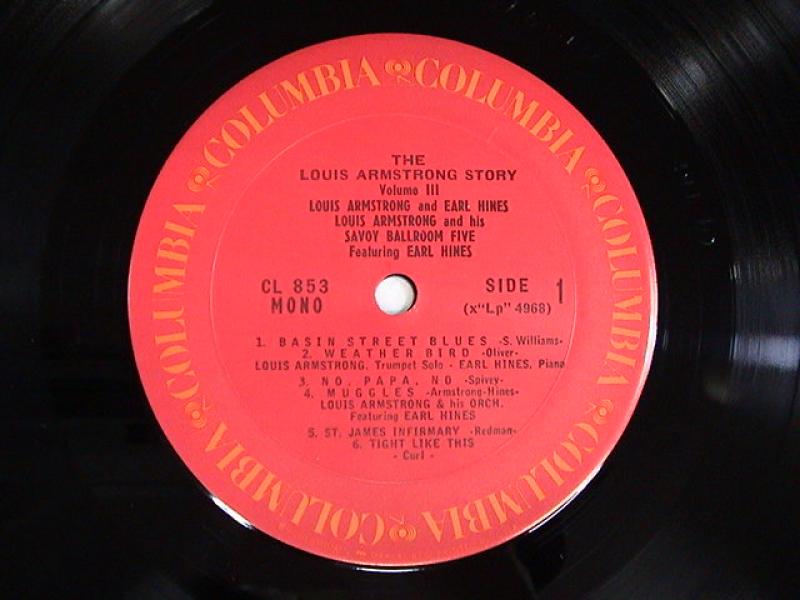 COLUMBIA COLUMBIA COLUMBIA COLUMBIA COLUMBIA COLUMBIA
THE
LOUIS ARMSTRONG STORY
Volume III
LOUIS ARMSTRONG and EARL HINES
LOUIS ARMSTRONG and his
SAVOY BALLROOM FIVE
Featuring EARL HINES
CL 853 SIDE 1
MONO (x"Lp" 4968)
1. BASIN STREET BLUES -S. Williams-
2. WEATHER BIRD -Oliver-
LOUIS ARMSTRONG, Trumpet Solo - EARL HINES, Piano
3. NO, PAPA, NO -Spivey-
4. MUGGLES -Armstrong-Hines-
LOUIS ARMSTRONG & his ORCH.
Featuring EARL HINES
5. ST. JAMES INFIRMARY -Redman-
6. TIGHT LIKE THIS
- Curl -